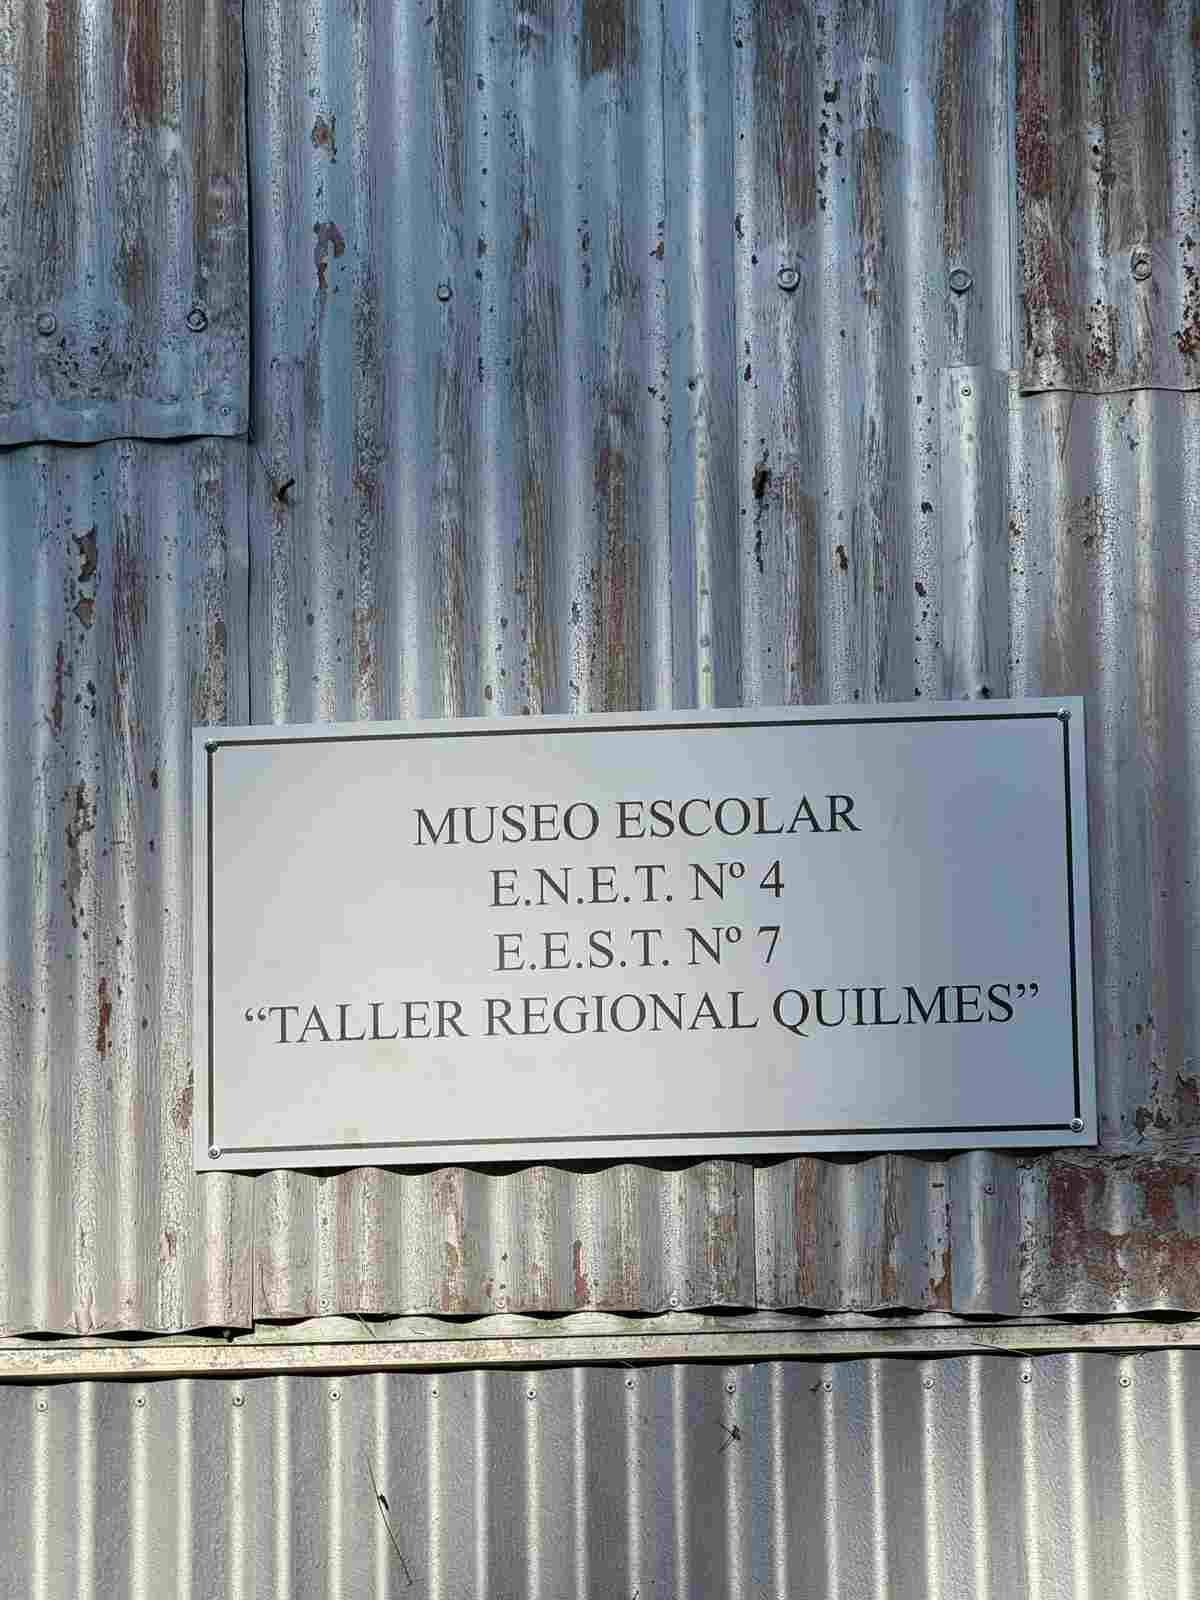 MUSEO ESCOLAR
E.N.E.T. Nº 4
E.E.S.T. Nº 7
“TALLER REGIONAL QUILMES”